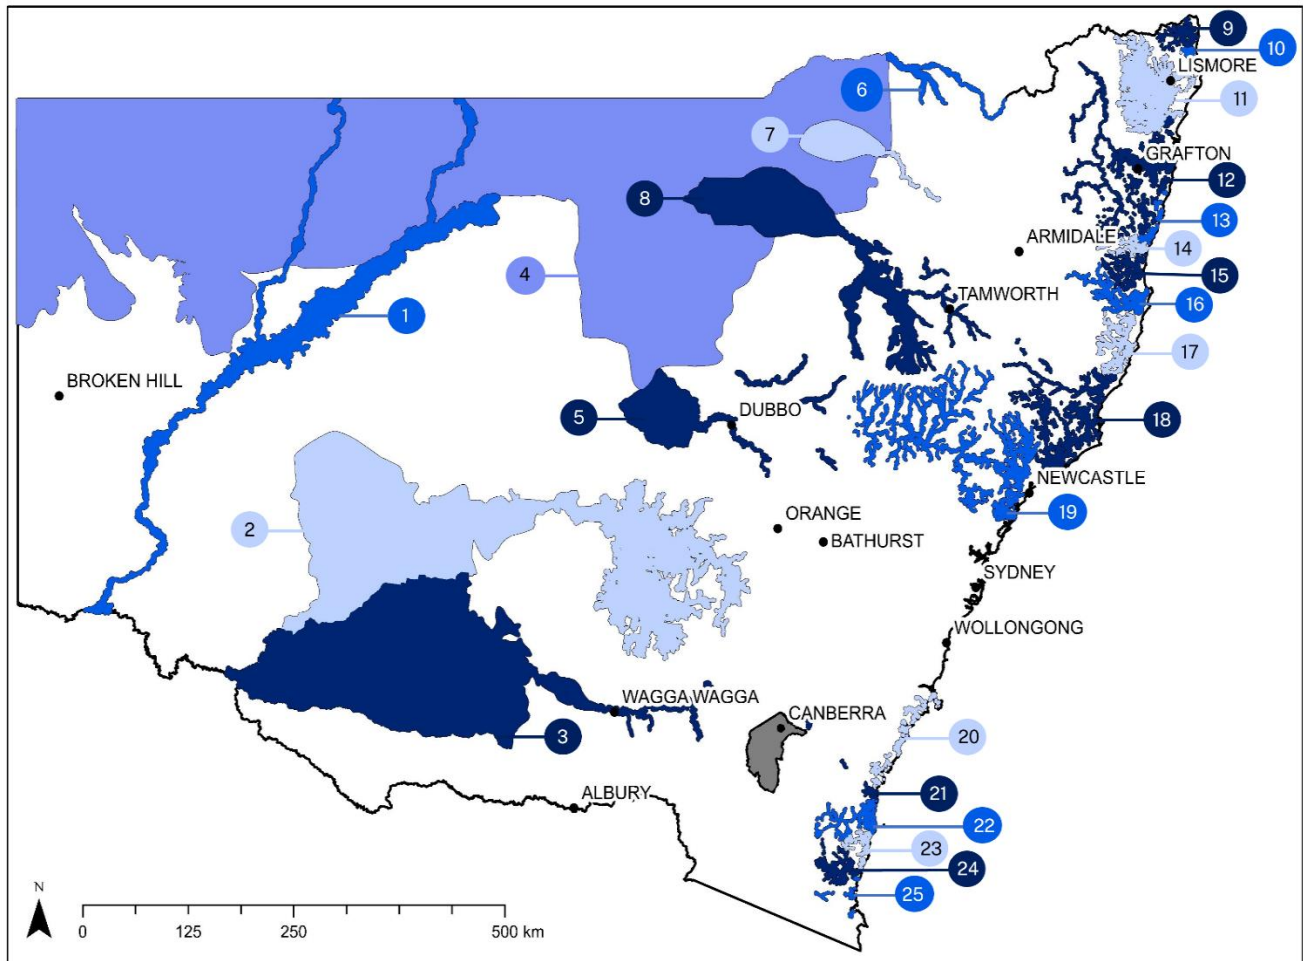 9
10
LISMORE
6
11
7
GRAFTON
12
8
13
ARMIDALE
14
4
15
TAMWORTH
16
1
17
BROKEN HILL
DUBBO
5
18
NEWCASTLE
19
2
ORANGE
BATHURST
SYDNEY
WOLLONGONG
WAGGA WAGGA
CANBERRA
3
20
ALBURY
21
22
23
24
N
25
0 125 250 500 km